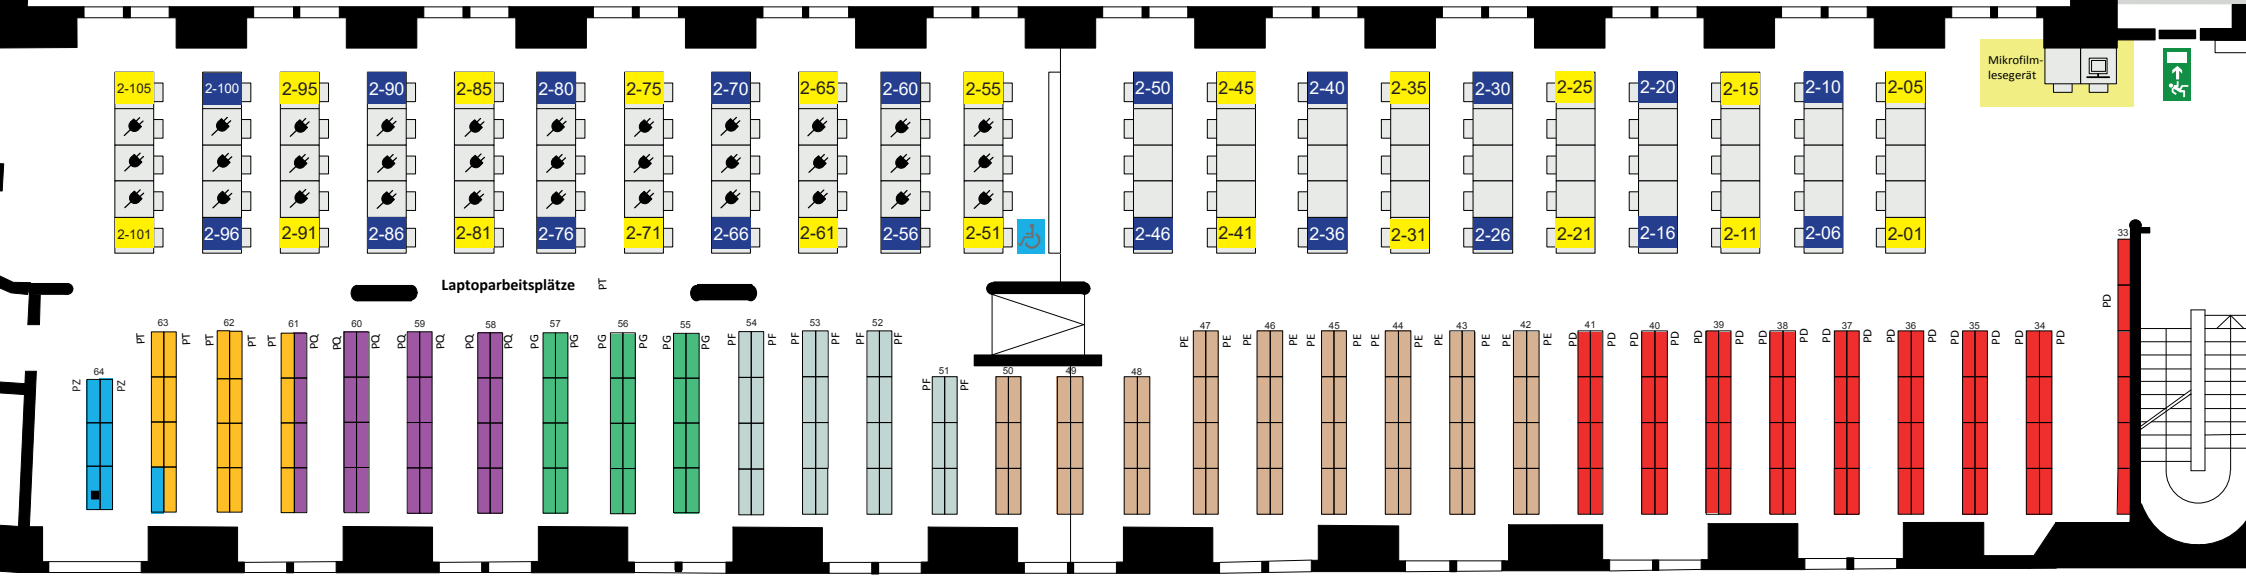 Mikrofilm-
lesegerät
2-105 2-100 2-95 2-90 2-85 2-80 2-75 2-70 2-65 2-60 2-55 2-50 2-45 2-40 2-35 2-30 2-25 2-20 2-15 2-10 2-05
2-101 2-96 2-91 2-86 2-81 2-76 2-71 2-66 2-61 2-56 2-51 2-46 2-41 2-36 2-31 2-26 2-21 2-16 2-11 2-06 2-01
33
Laptoparbeitsplätze PT
PD
63 62 61 60 59 58 57 56 55 54 53 52 47 46 45 44 43 42 41 40 39 38 37 36 35 34
PT PT PT PT PT PQ PQ PQ PQ PQ PQ PQ PG PG PG PG PG PG PF PF PF PF PF PF PE PE PE PE PE PE PE PE PE PE PE PE PD PD PD PD PD PD PD PD PD PD PD PD PD PD PD PD
64 51 50 49 48
PZ PZ PF PF